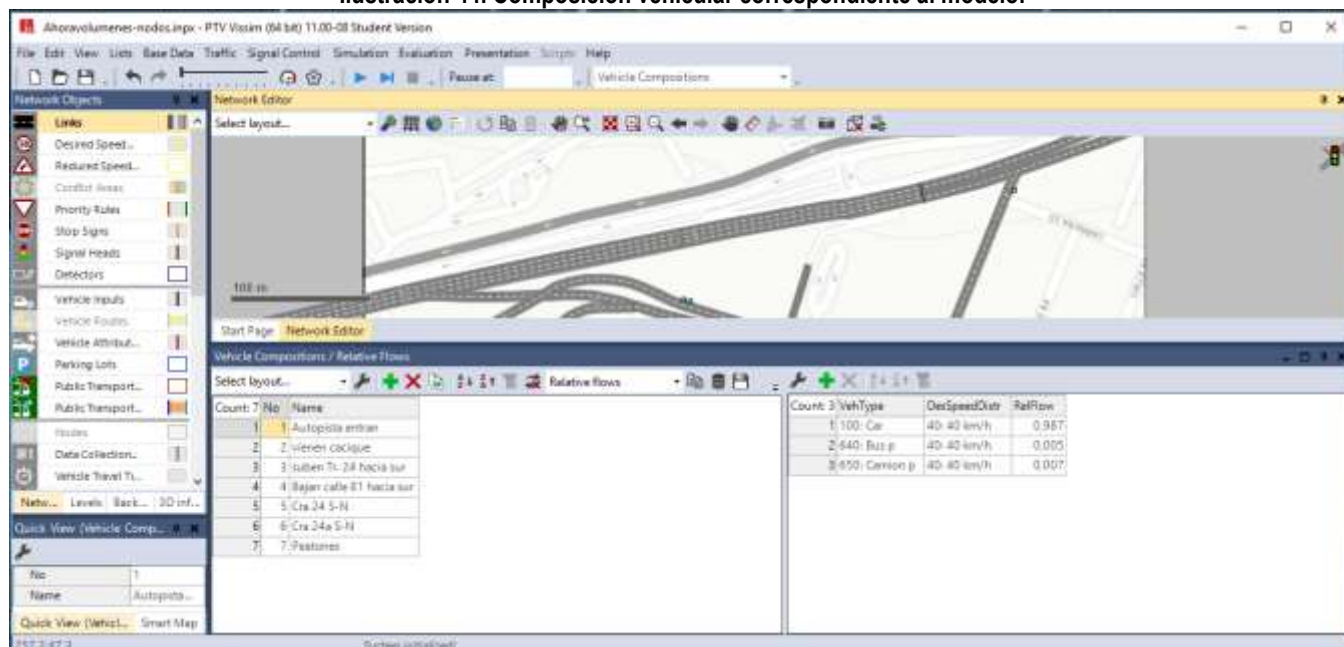 Ilustración 44. Composición vehicular correspondiente al modelo.
Ahoravolumenes-nodos.inpx - PTV Vissim (64 bit) 11.00-08 Student Version
File Edit View Lists Base Data Traffic Signal Control Simulation Evaluation Presentation Scripts Help
Pause at: Vehicle Compositions
Network Objects
Network Editor
Links
Select layout...
Desired Speed...
Reduced Speed...
Conflict Areas
Priority Rules
Stop Signs
Signal Heads
Detectors
Vehicle Inputs
Vehicle Routes
Vehicle Attribut...
Parking Lots
Public Transport...
Public Transport...
Nodes
Data Collection...
Vehicle Travel Ti...
100 m
Start Page Network Editor
Vehicle Compositions / Relative Flows
Select layout... Relative flows
Count: 7 No Name
1 1 Autopista entran
2 2 vienen cacique
3 3 suben Tr. 24 hacia sur
4 4 Bajan calle 81 hacia sur
5 5 Cra 24 S-N
6 6 Cra 24a S-N
7 7 Peatones
Count: 3 VehType DesSpeedDistr RelFlow
1 100: Car 40: 40 km/h 0.987
2 640: Bus p 40: 40 km/h 0.005
3 650: Camion p 40: 40 km/h 0.007
Netw... Levels Back... 3D inf...
Quick View (Vehicle Comp...
No 1
Name Autopista...
Quick View (Vehicl... Smart Map
System initialized!